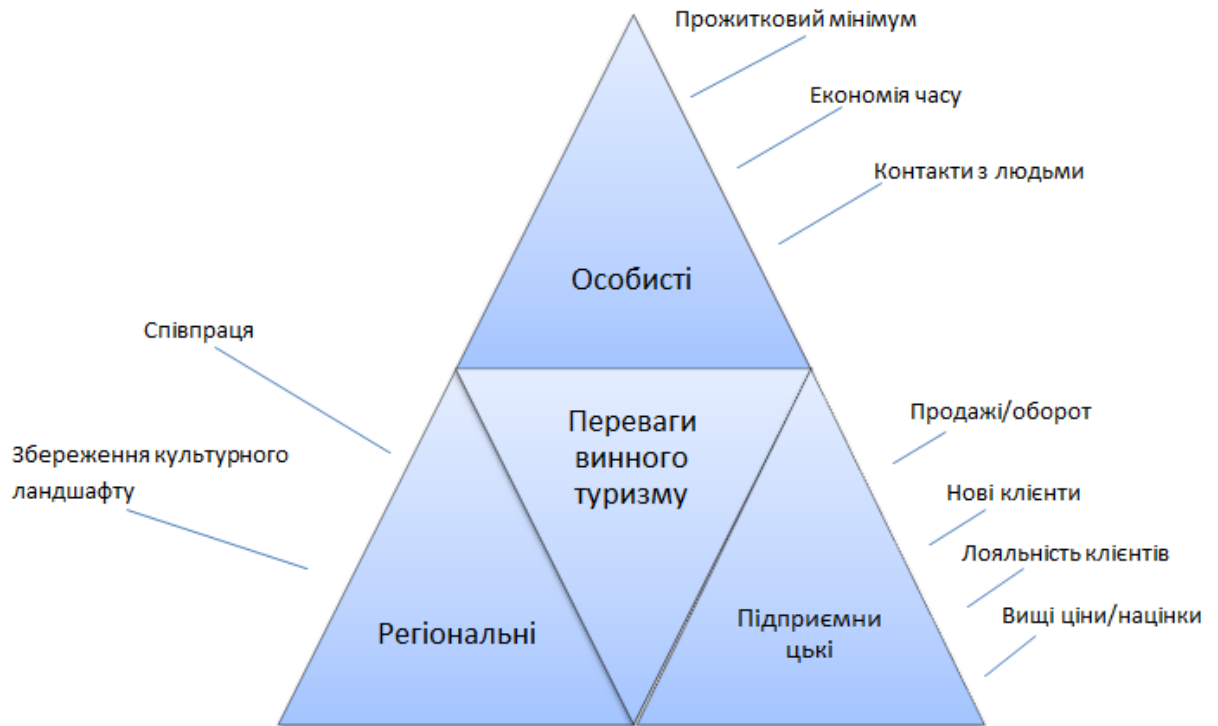 Прожитковий мінімум
Економія часу
Контакти з людьми
Особисті
Співпраця
Збереження культурного
ландшафту
Переваги
винного
туризму
Продажі/оборот
Нові клієнти
Лояльність клієнтів
Вищі ціни/націнки
Регіональні
Підприємни
цькі